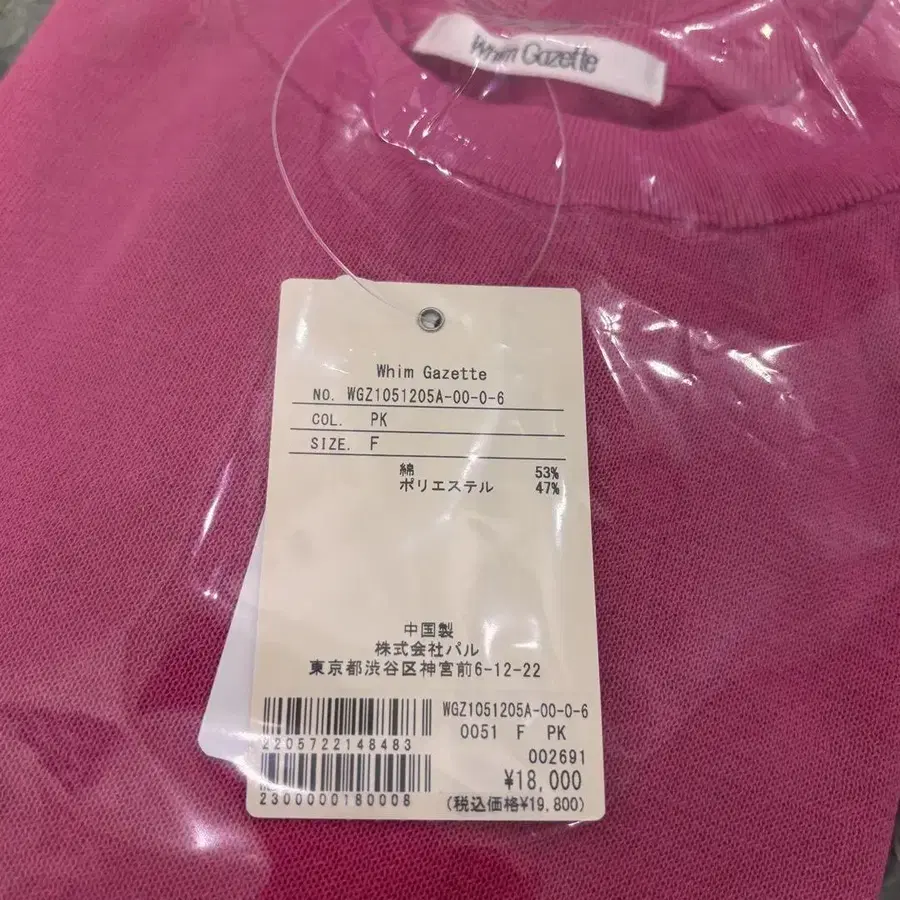 Whim Gazette
Whim Gazette
NO. WGZ1051205A-00-0-6
COL. PK
SIZE. F
綿 53%
ポリエステル 47%
中国製
株式会社パル
東京都渋谷区神宮前6-12-22
WGZ1051205A-00-0-6
0051 F PK
2205722148483
002691
¥18,000
2300000180008
(税込価格¥19,800)